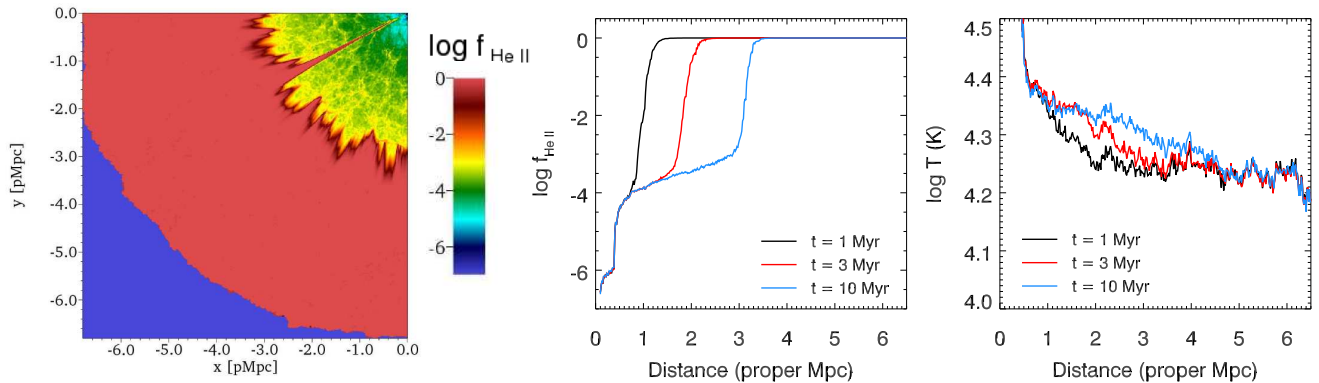 0.0
-1.0
-2.0
-3.0
-4.0
-5.0
-6.0
y [pMpc]
-6.0 -5.0 -4.0 -3.0 -2.0 -1.0 0.0
x [pMpc]
log f He II
0
-2
-4
-6
0
-2
-4
-6
log f He II
t = 1 Myr
t = 3 Myr
t = 10 Myr
0 1 2 3 4 5 6
Distance (proper Mpc)
4.5
4.4
4.3
4.2
4.1
4.0
log T (K)
t = 1 Myr
t = 3 Myr
t = 10 Myr
0 1 2 3 4 5 6
Distance (proper Mpc)